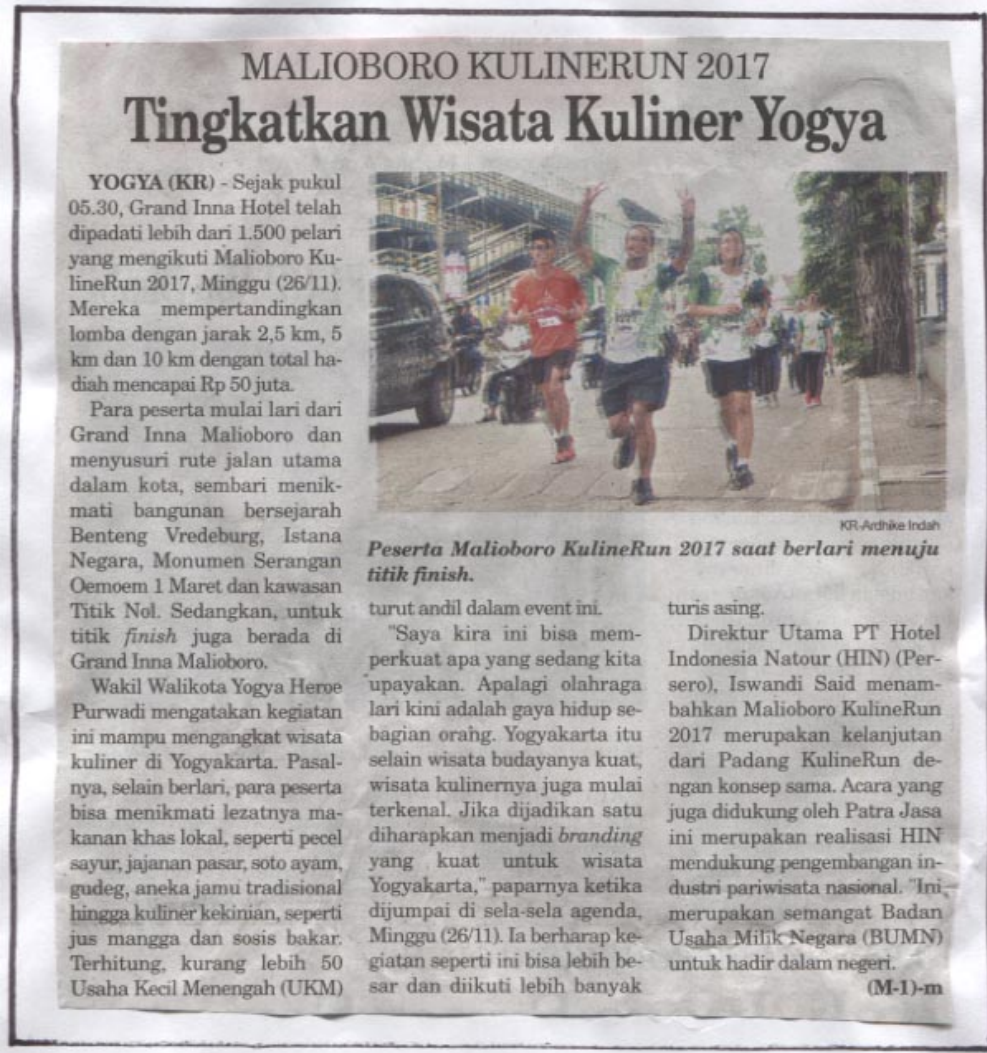 MALIOBORO KULINERUN 2017
Tingkatkan Wisata Kuliner Yogya
YOGYA (KR) - Sejak pukul
05.30, Grand Inna Hotel telah
dipadati lebih dari 1.500 pelari
yang mengikuti Malioboro Ku-
lineRun 2017, Minggu (26/11).
Mereka mempertandingkan
lomba dengan jarak 2,5 km, 5
km dan 10 km dengan total ha-
diah mencapai Rp 50 juta.
Para peserta mulai lari dari
Grand Inna Malioboro dan
menyusuri rute jalan utama
dalam kota, sembari menik-
mati bangunan bersejarah
Benteng Vredeburg, Istana
Negara, Monumen Serangan
Oemoem 1 Maret dan kawasan
Titik Nol. Sedangkan, untuk
titik finish juga berada di
Grand Inna Malioboro.
Wakil Walikota Yogya Heroe
Purwadi mengatakan kegiatan
ini mampu mengangkat wisata
kuliner di Yogyakarta. Pasal-
nya, selain berlari, para peserta
bisa menikmati lezatnya ma-
kanan khas lokal, seperti pecel
sayur, jajanan pasar, soto ayam,
gudeg, aneka jamu tradisional
hingga kuliner kekinian, seperti
jus mangga dan sosis bakar.
Terhitung, kurang lebih 50
Usaha Kecil Menengah (UKM)
KR-Ardhike Indah
Peserta Malioboro KulineRun 2017 saat berlari menuju
titik finish.
turut andil dalam event ini.
"Saya kira ini bisa mem-
perkuat apa yang sedang kita
upayakan. Apalagi olahraga
lari kini adalah gaya hidup se-
bagian orahg. Yogyakarta itu
selain wisata budayanya kuat,
wisata kulinernya juga mulai
terkenal. Jika dijadikan satu
diharapkan menjadi branding
yang kuat untuk wisata
Yogyakarta," paparnya ketika
dijumpai di sela-sela agenda,
Minggu (26/11). Ia berharap ke-
giatan seperti ini bisa lebih be-
sar dan diikuti lebih banyak
turis asing.
Direktur Utama PT Hotel
Indonesia Natour (HIN) (Per-
sero), Iswandi Said menam-
bahkan Malioboro KulineRun
2017 merupakan kelanjutan
dari Padang KulineRun de-
ngan konsep sama. Acara yang
juga didukung oleh Patra Jasa
ini merupakan realisasi HIN
mendukung pengembangan in-
dustri pariwisata nasional. "Ini
merupakan semangat Badan
Usaha Milik Negara (BUMN)
untuk hadir dalam negeri.
(M-1)-m